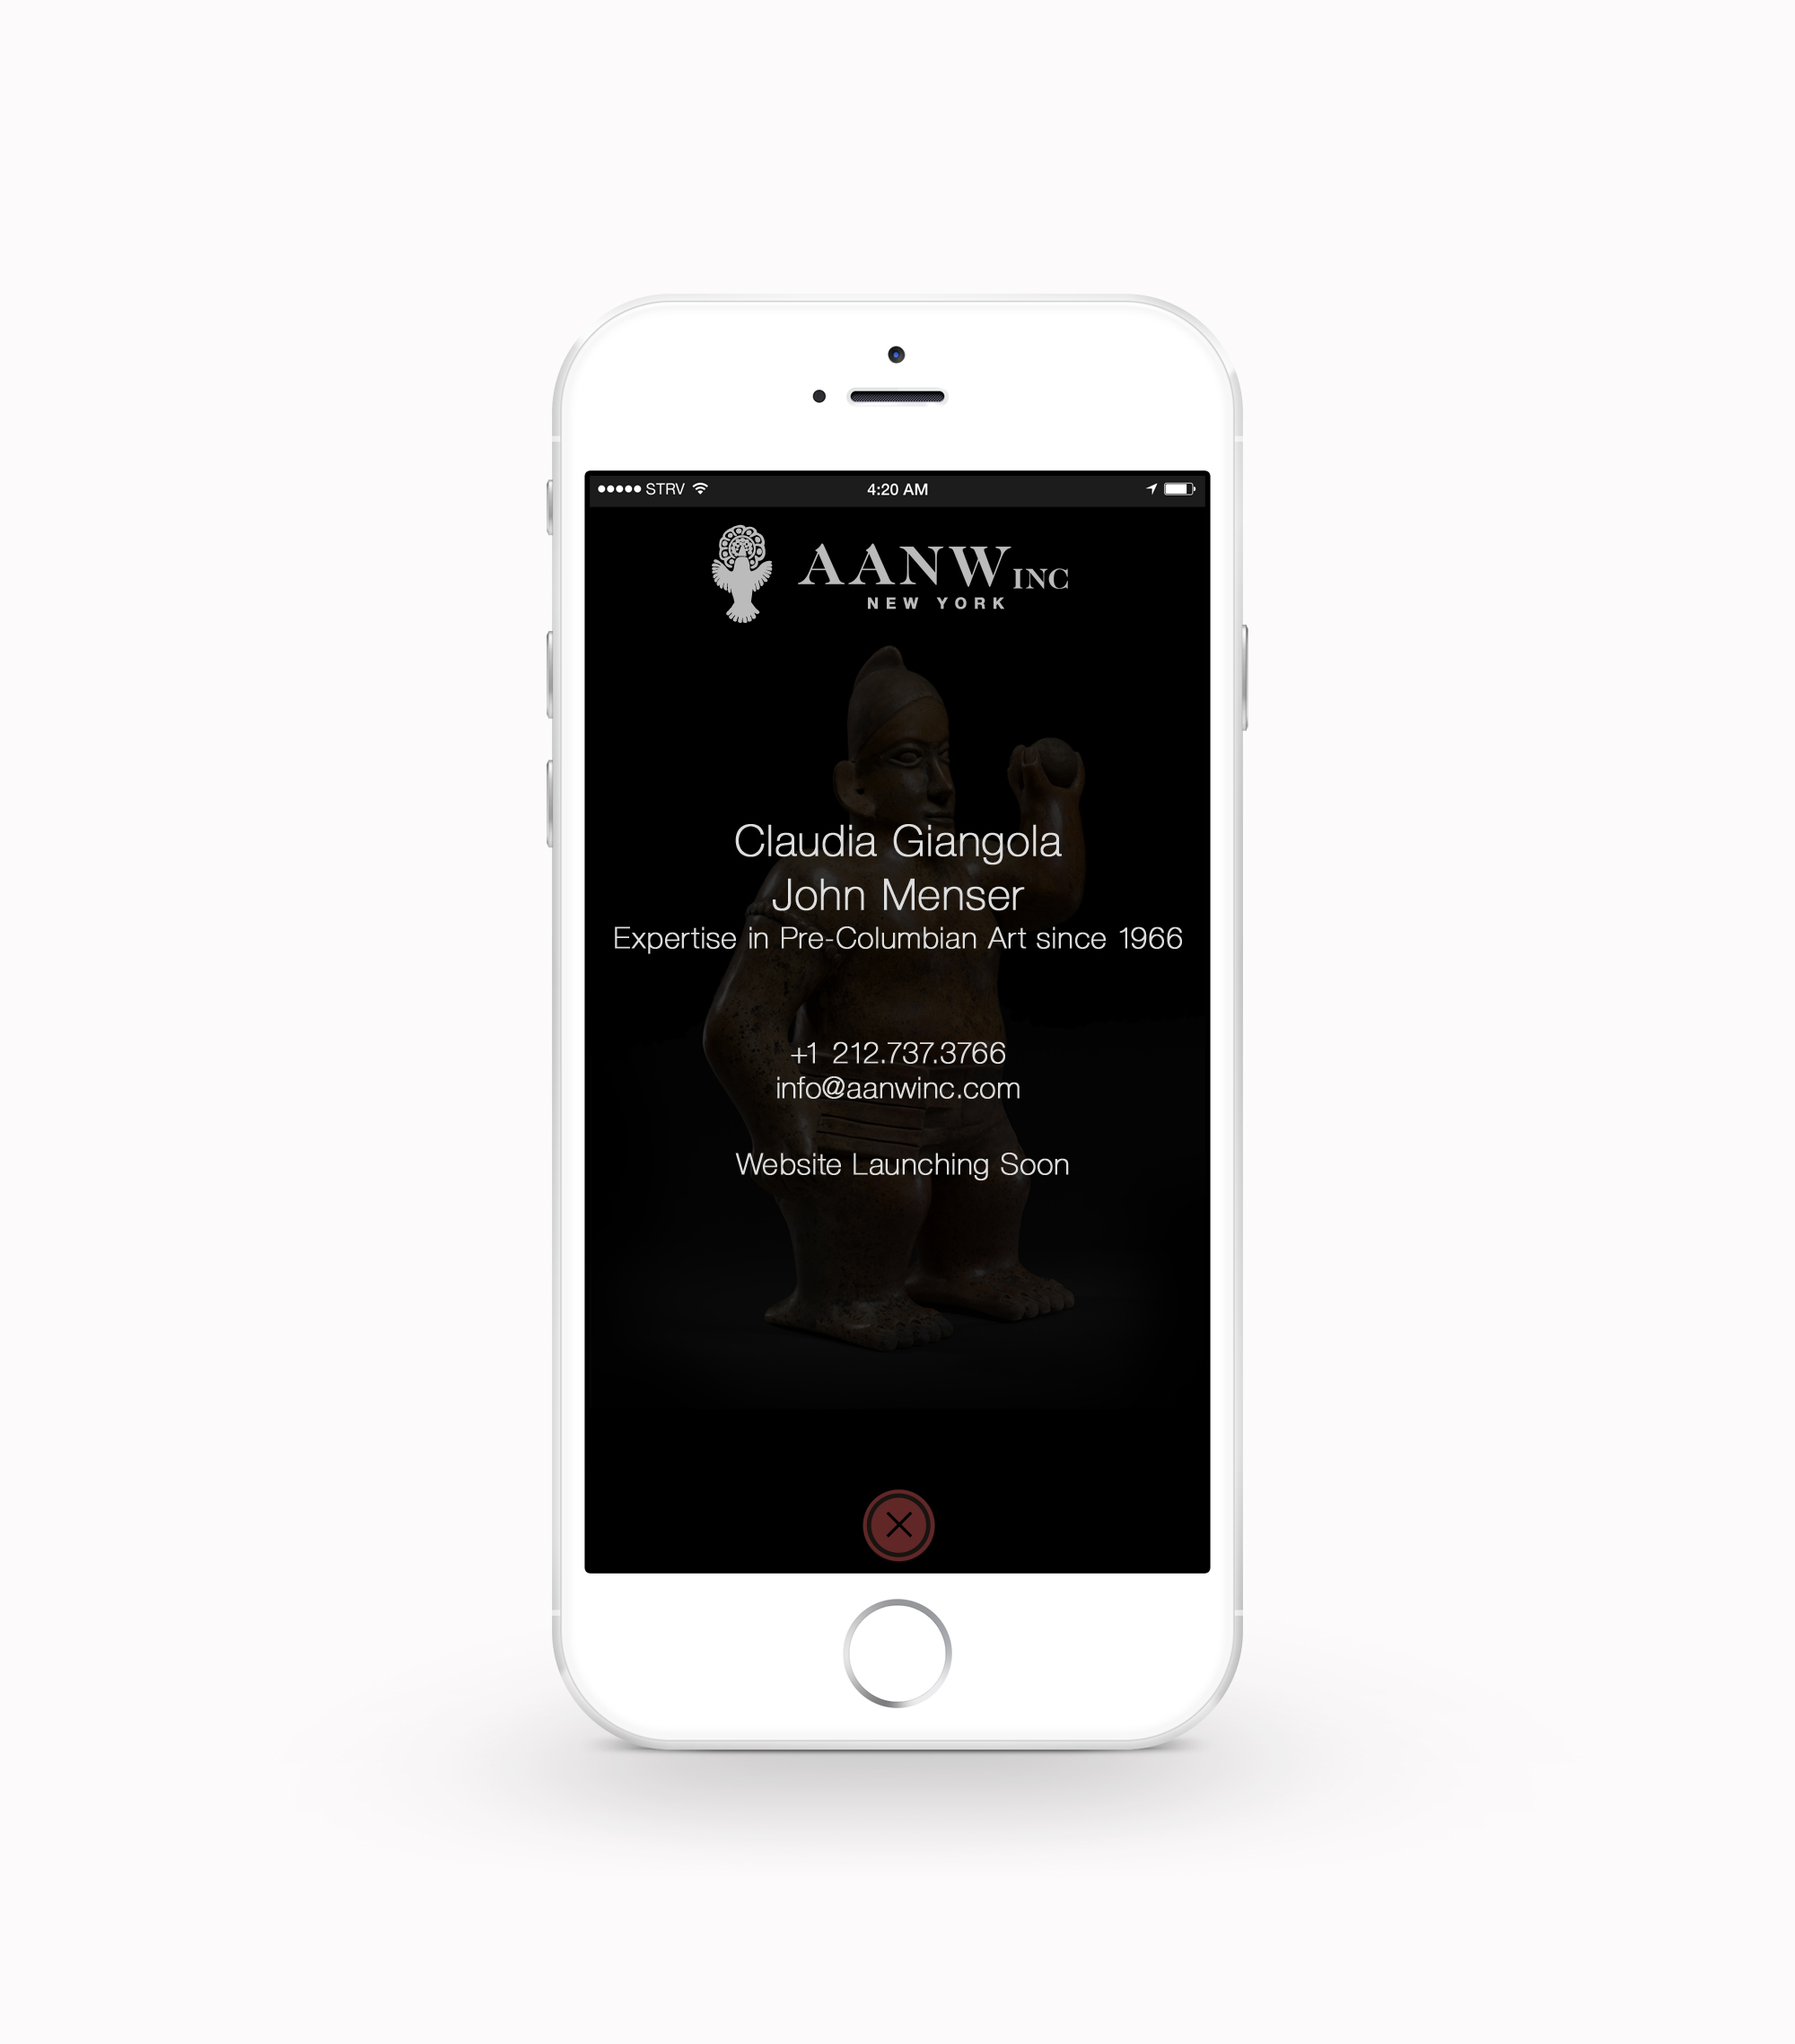 STRV
4:20 AM
AANW INC
NEW YORK
Claudia Giangola
John Menser
Expertise in Pre-Columbian Art since 1966
+1 212.737.3766
info@aanwinc.com
Website Launching Soon